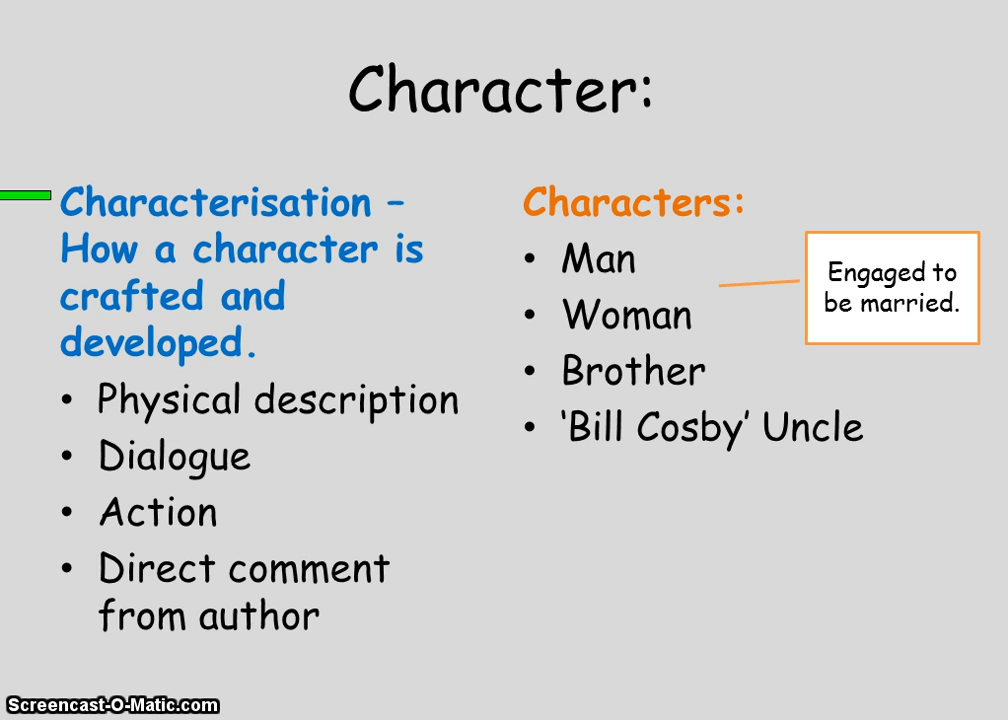 Character:
Characterisation –
How a character is
crafted and
developed.
• Physical description
• Dialogue
• Action
• Direct comment
from author
Characters:
• Man
• Woman
• Brother
• ‘Bill Cosby’ Uncle
Engaged to
be married.
Screencast-O-Matic.com